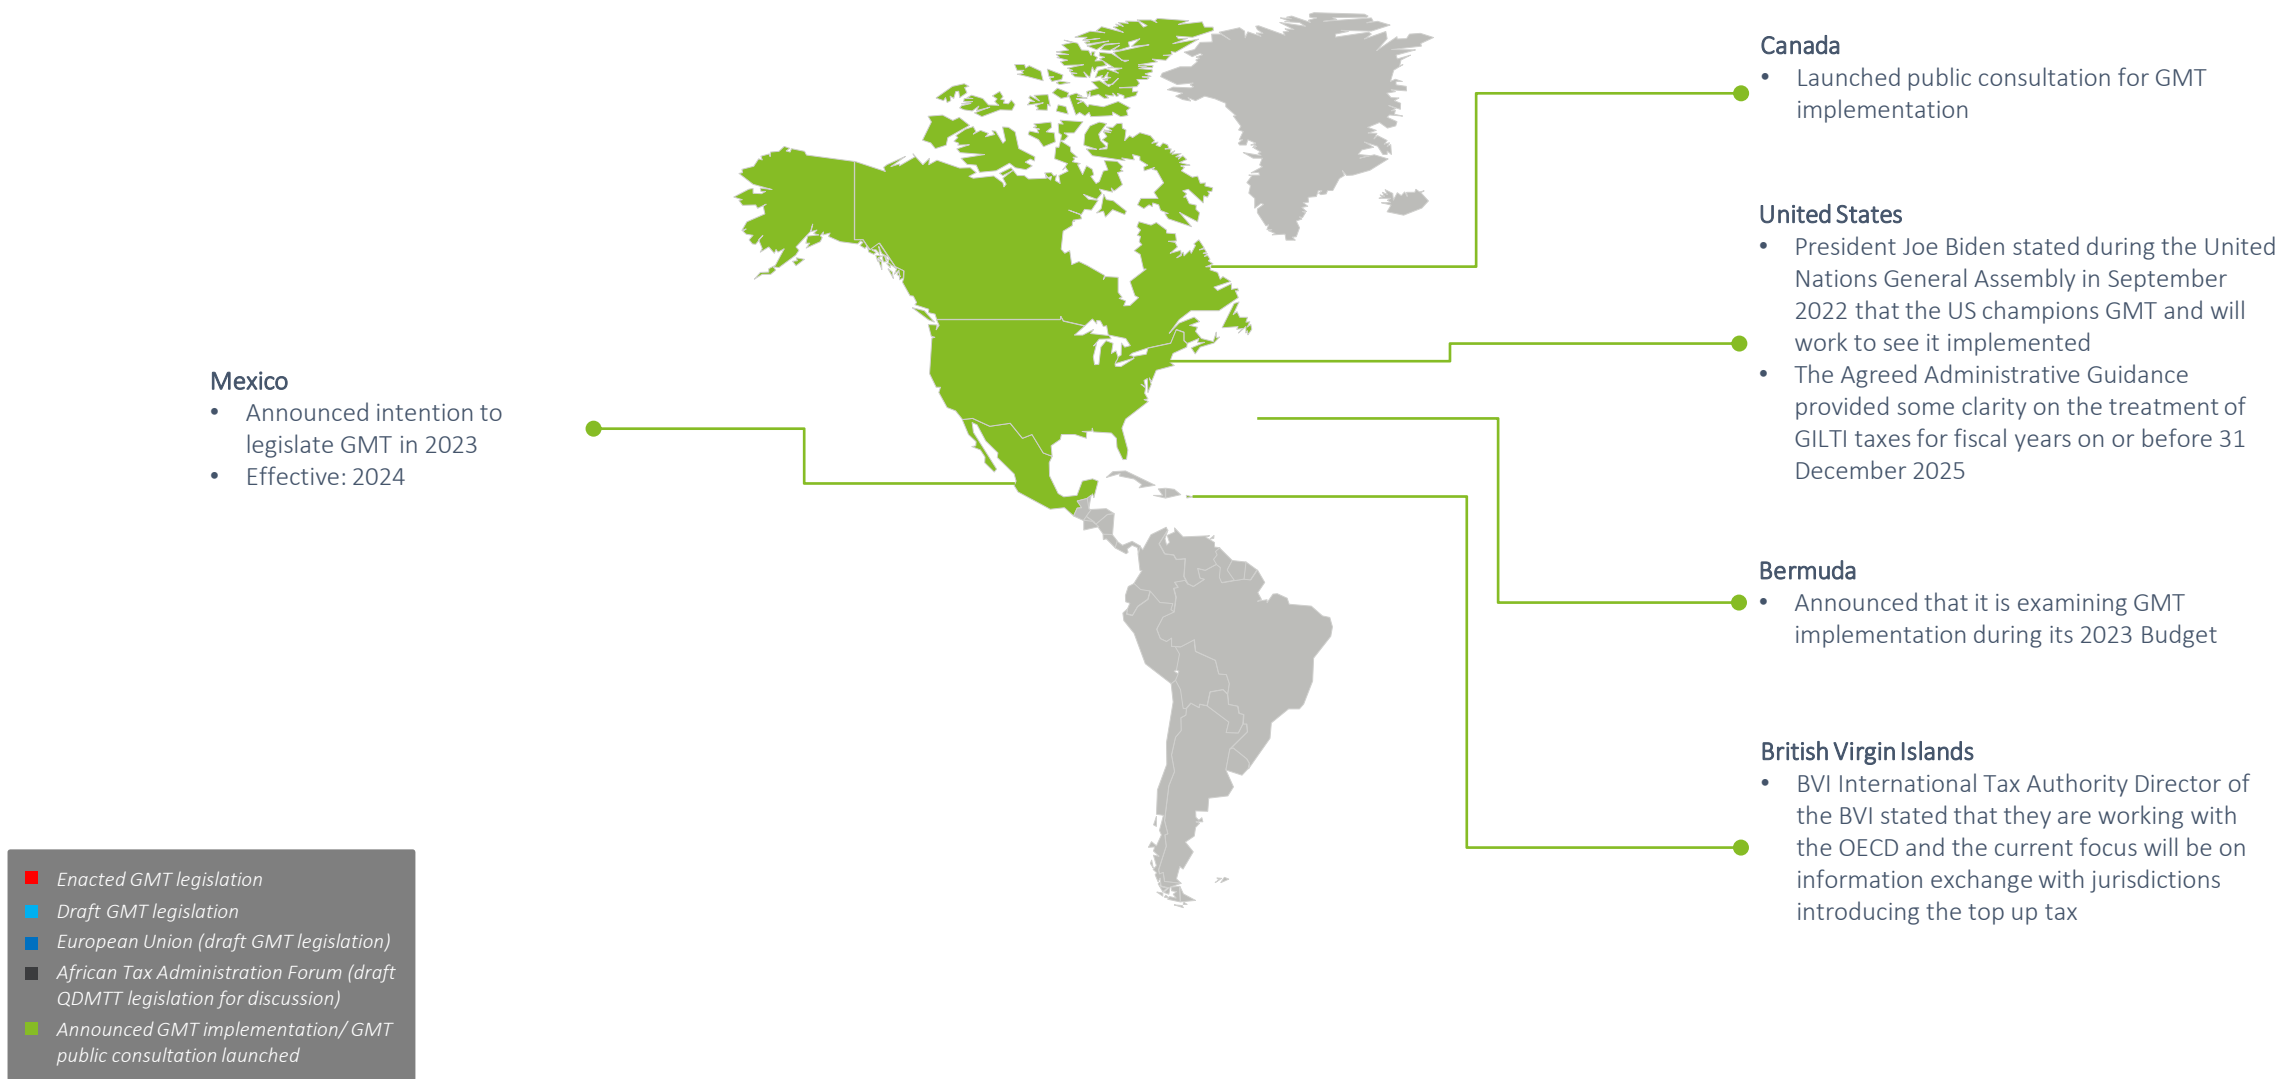 Canada
• Launched public consultation for GMT
implementation
United States
• President Joe Biden stated during the United
Nations General Assembly in September
2022 that the US champions GMT and will
work to see it implemented
• The Agreed Administrative Guidance
provided some clarity on the treatment of
GILTI taxes for fiscal years on or before 31
December 2025
Mexico
• Announced intention to
legislate GMT in 2023
• Effective: 2024
Bermuda
• Announced that it is examining GMT
implementation during its 2023 Budget
British Virgin Islands
• BVI International Tax Authority Director of
the BVI stated that they are working with
the OECD and the current focus will be on
information exchange with jurisdictions
introducing the top up tax
Enacted GMT legislation
Draft GMT legislation
European Union (draft GMT legislation)
African Tax Administration Forum (draft
QDMTT legislation for discussion)
Announced GMT implementation/ GMT
public consultation launched